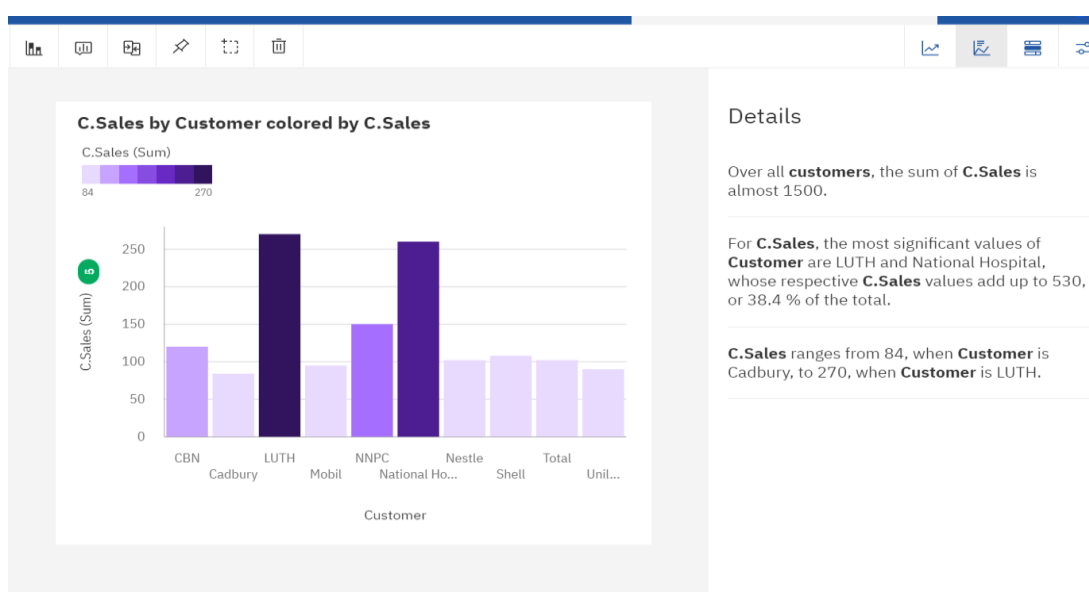 C.Sales by Customer colored by C.Sales
C.Sales (Sum)
84 270
C.Sales (Sum)
250
200
150
100
50
0
CBN LUTH NNPC Nestle Total
Cadbury Mobil National Ho... Shell Unil...
Customer
Details
Over all customers, the sum of C.Sales is
almost 1500.
For C.Sales, the most significant values of
Customer are LUTH and National Hospital,
whose respective C.Sales values add up to 530,
or 38.4 % of the total.
C.Sales ranges from 84, when Customer is
Cadbury, to 270, when Customer is LUTH.